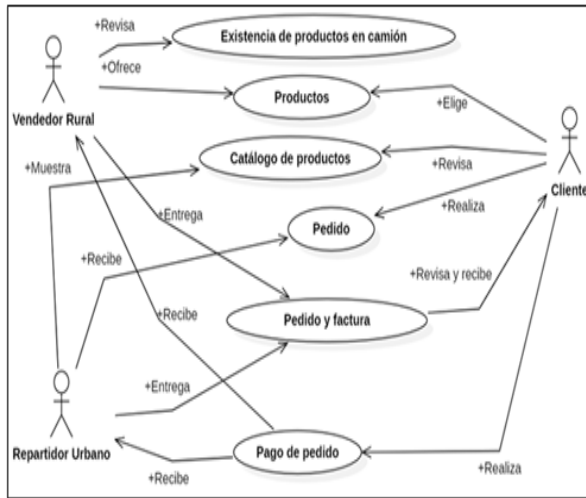 +Revisa
Existencia de productos en camión
+Ofrece
Vendedor Rural
Productos
+Elige
+Muestra
Catálogo de productos
+Revisa
Cliente
+Entrega
+Realiza
Pedido
+Recibe
+Revisa y recibe
+Recibe
Pedido y factura
+Entrega
Repartidor Urbano
Pago de pedido
+Recibe
+Realiza